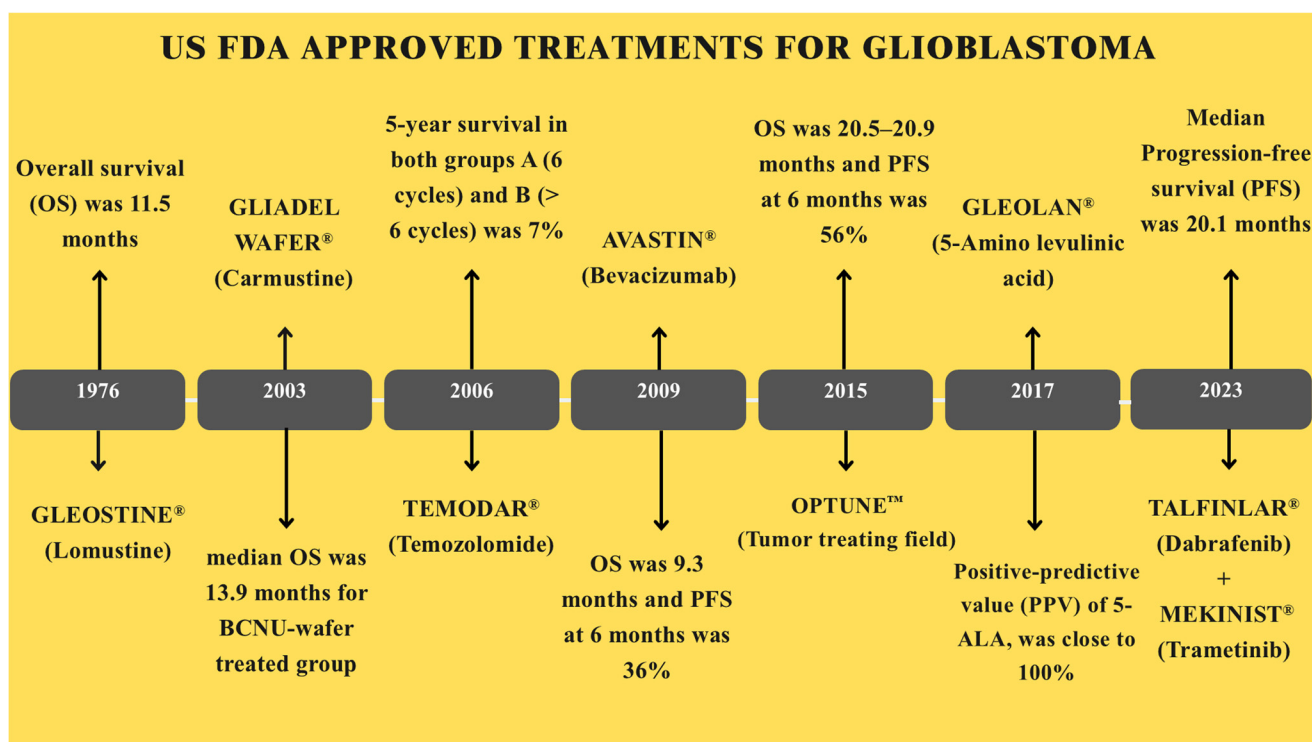 US FDA APPROVED TREATMENTS FOR GLIOBLASTOMA
Overall survival
(OS) was 11.5
months
GLIADEL
WAFER®
(Carmustine)
5-year survival in
both groups A (6
cycles) and B (>
6 cycles) was 7%
AVASTIN®
(Bevacizumab)
OS was 20.5–20.9
months and PFS
at 6 months was
56%
GLEOLAN®
(5-Amino levulinic
acid)
Median
Progression-free
survival (PFS)
was 20.1 months
1976
2003
2006
2009
2015
2017
2023
GLEOSTINE®
(Lomustine)
median OS was
13.9 months for
BCNU-wafer
treated group
TEMODAR®
(Temozolomide)
OS was 9.3
months and PFS
at 6 months was
36%
OPTUNE™
(Tumor treating field)
Positive-predictive
value (PPV) of 5-
ALA, was close to
100%
TALFINLAR®
(Dabrafenib)
+
MEKINIST®
(Trametinib)